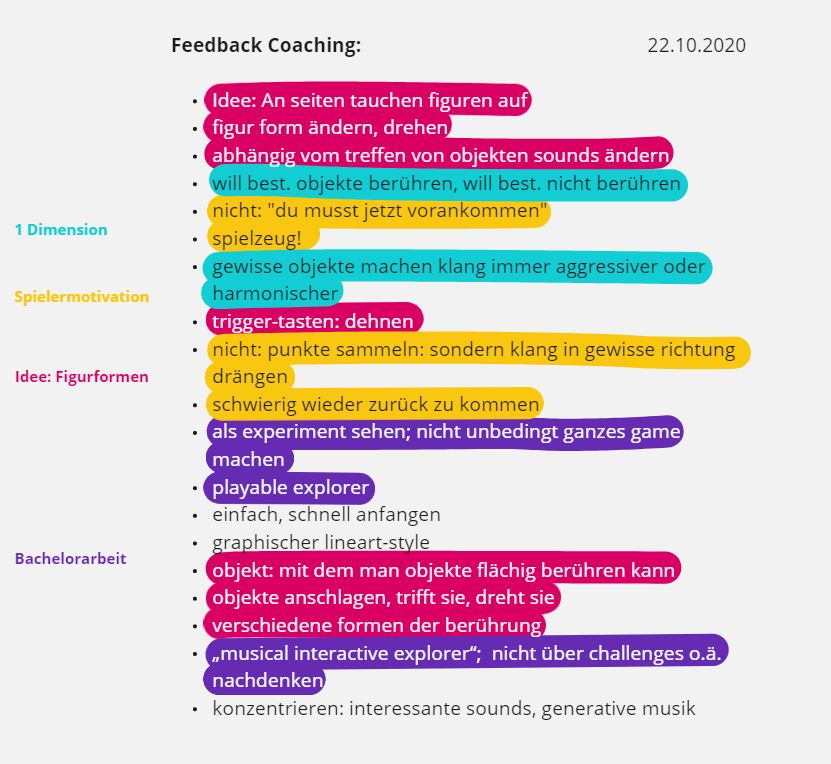 Feedback Coaching: 22.10.2020
• Idee: An seiten tauchen figuren auf
• figur form ändern, drehen
• abhängig vom treffen von objekten sounds ändern
• will best. objekte berühren, will best. nicht berühren
• nicht: "du musst jetzt vorankommen"
1 Dimension
• spielzeug!
• gewisse objekte machen klang immer aggressiver oder
harmonischer
Spielermotivation
• trigger-tasten: dehnen
• nicht: punkte sammeln: sondern klang in gewisse richtung
drängen
Idee: Figurformen
• schwierig wieder zurück zu kommen
• als experiment sehen; nicht unbedingt ganzes game
machen
• playable explorer
• einfach, schnell anfangen
• graphischer lineart-style
Bachelorarbeit
• objekt: mit dem man objekte flächig berühren kann
• objekte anschlagen, trifft sie, dreht sie
• verschiedene formen der berührung
• „musical interactive explorer“; nicht über challenges o.ä.
nachdenken
• konzentrieren: interessante sounds, generative musik